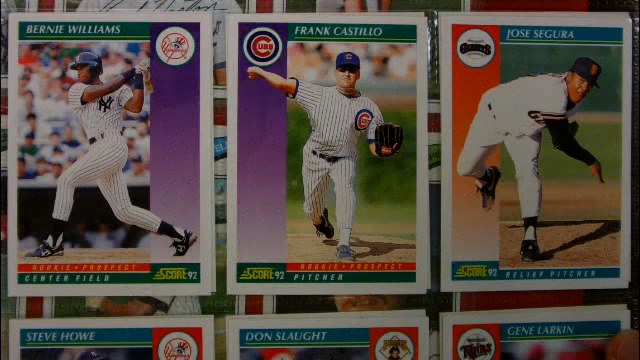 BERNIE WILLIAMS
ROOKIE • PROSPECT
CENTER FIELD
SCORE 92
CUBS
FRANK CASTILLO
ROOKIE • PROSPECT
SCORE 92
PITCHER
GIANTS
JOSE SEGURA
SCORE 92
RELIEF PITCHER
STEVE HOWE
DON SLAUGHT
GENE LARKIN
Twins